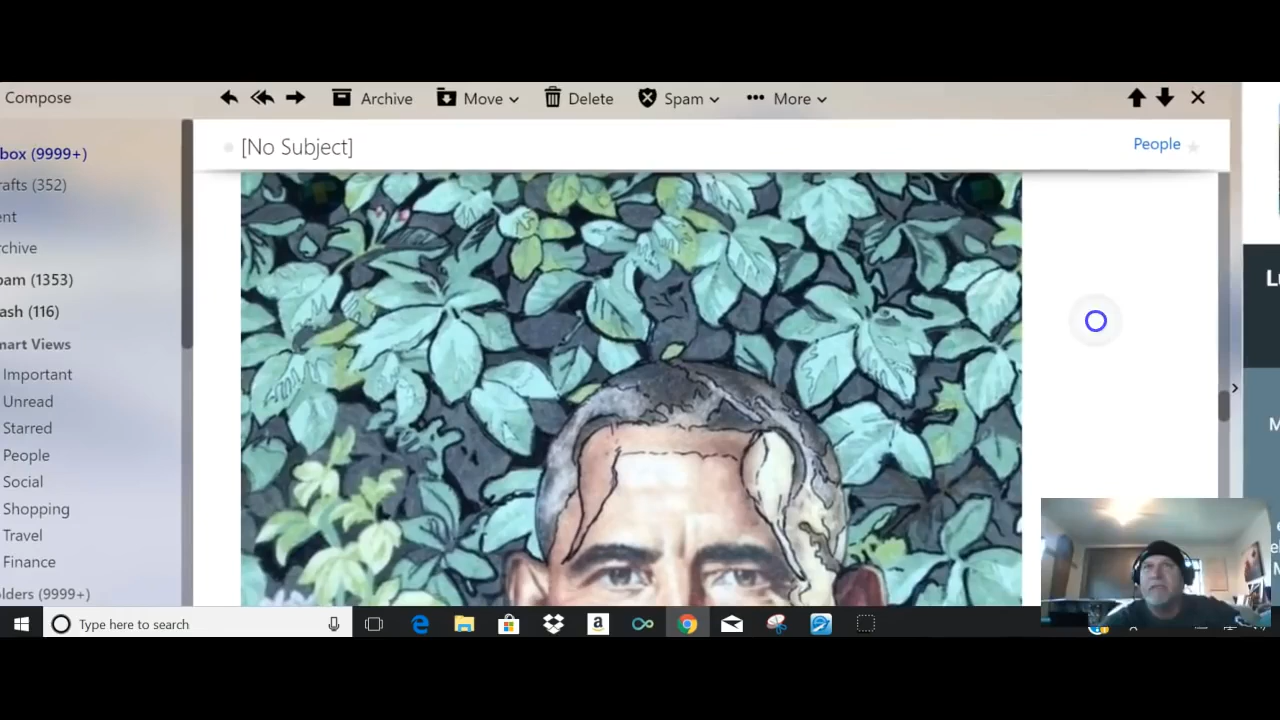 Compose
Archive
Move
Delete
Spam
More
[No Subject]
People
box (9999+)
rafts (352)
ent
rchive
pam (1353)
ash (116)
mart Views
Important
Unread
Starred
People
Social
Shopping
Travel
Finance
olders (9999+)
Type here to search
a